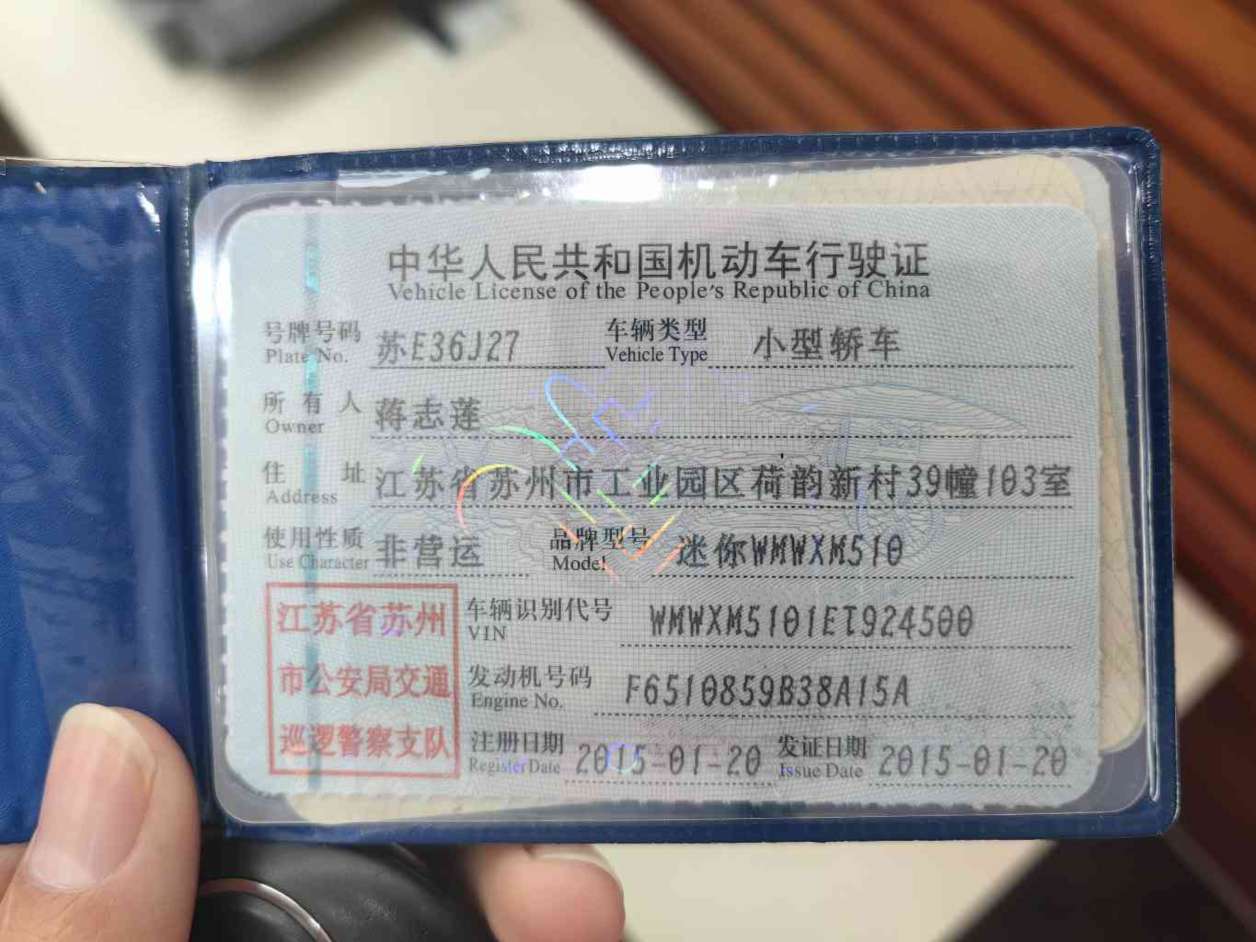 中华人民共和国机动车行驶证
Vehicle License of the People's Republic of China
号牌号码 苏E36J27 车辆类型 小型轿车
Plate No. Vehicle Type
所有人 蒋志莲
Owner
住址 江苏省苏州市工业园区荷韵新村39幢103室
Address
使用性质 非营运 品牌型号 迷你WMWXM510
Use Character Model
江苏省苏州 车辆识别代号 WMWXM5101ET924500
VIN
市公安局交通 发动机号码 F6510859B38A15A
Engine No.
巡逻警察支队 注册日期 2015-01-20 发证日期 2015-01-20
Register Date Issue Date